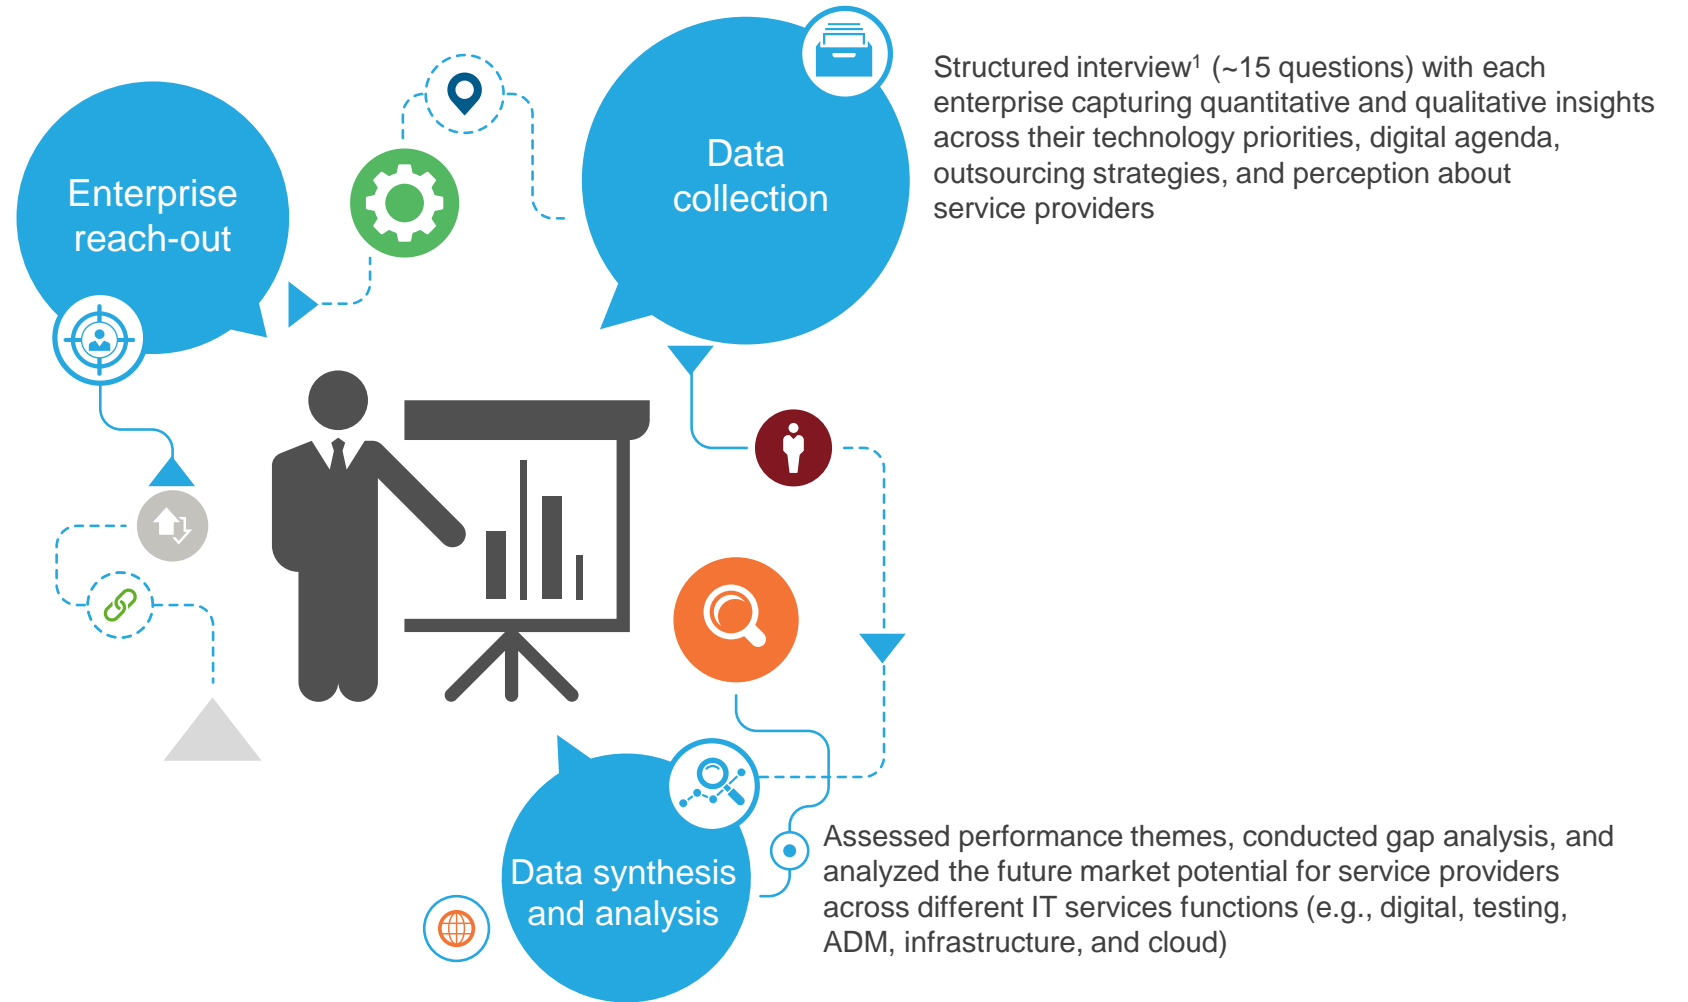 Enterprise
reach-out
Data
collection
Structured interview¹ (~15 questions) with each
enterprise capturing quantitative and qualitative insights
across their technology priorities, digital agenda,
outsourcing strategies, and perception about
service providers
Data synthesis
and analysis
Assessed performance themes, conducted gap analysis, and
analyzed the future market potential for service providers
across different IT services functions (e.g., digital, testing,
ADM, infrastructure, and cloud)